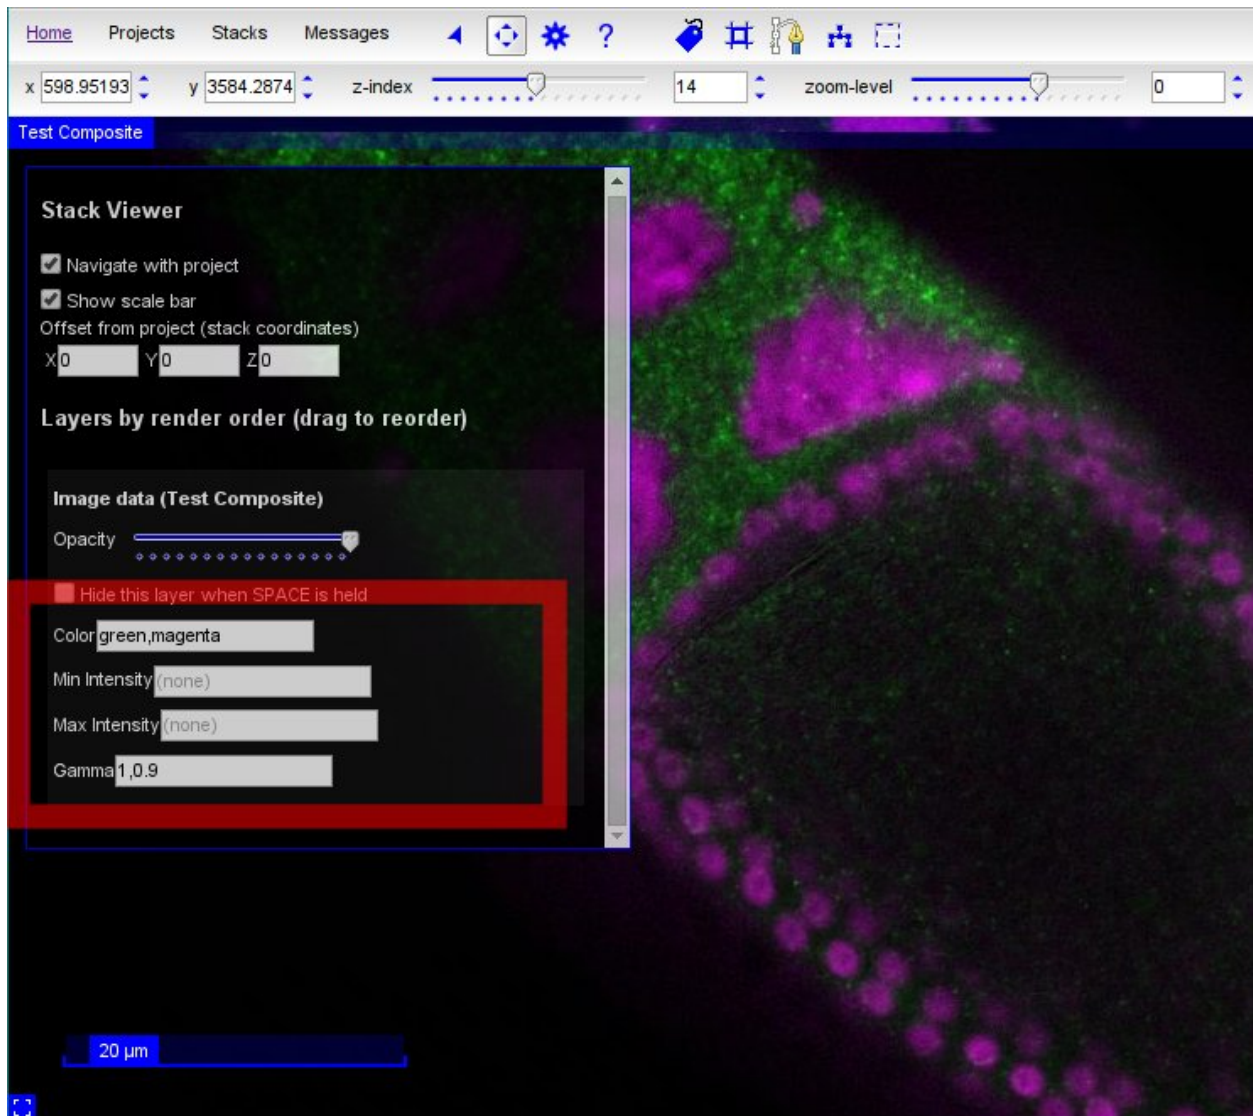 Home Projects Stacks Messages ?
x 598.95193 y 3584.2874 z-index 14 zoom-level 0
Test Composite
Stack Viewer
Navigate with project
Show scale bar
Offset from project (stack coordinates)
X 0 Y 0 Z 0
Layers by render order (drag to reorder)
Image data (Test Composite)
Opacity
Hide this layer when SPACE is held
Color green,magenta
Min Intensity (none)
Max Intensity (none)
Gamma 1,0.9
20 µm